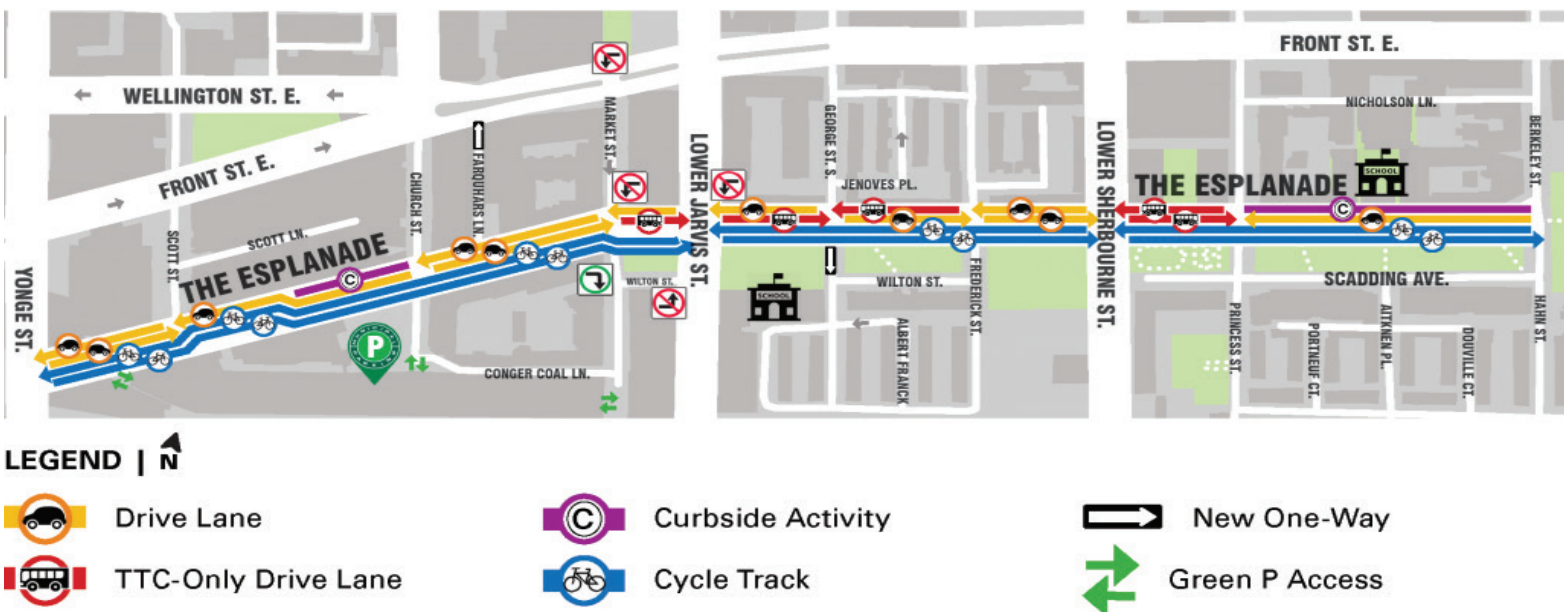 FRONT ST. E.
WELLINGTON ST. E.
NICHOLSON LN.
MARKET ST.
GEORGE ST. S.
BERKELEY ST.
FRONT ST. E.
FARQUHARS LN.
LOWER JARVIS ST.
LOWER SHERBOURNE ST.
SCHOOL
CHURCH ST.
JENOVES PL.
THE ESPLANADE
C
SCOTT LN.
SCOTT ST.
THE ESPLANADE
C
YONGE ST.
WILTON ST.
WILTON ST.
FREDERICK ST.
SCADDING AVE.
SCHOOL
HAHN ST.
PRINCESS ST.
PORTNEUF CT.
AITKNEN PL.
DOUVILLE CT.
P
ALBERT FRANCK
CONGER COAL LN.
LEGEND | N
Drive Lane
C Curbside Activity
New One-Way
TTC-Only Drive Lane
Cycle Track
Green P Access